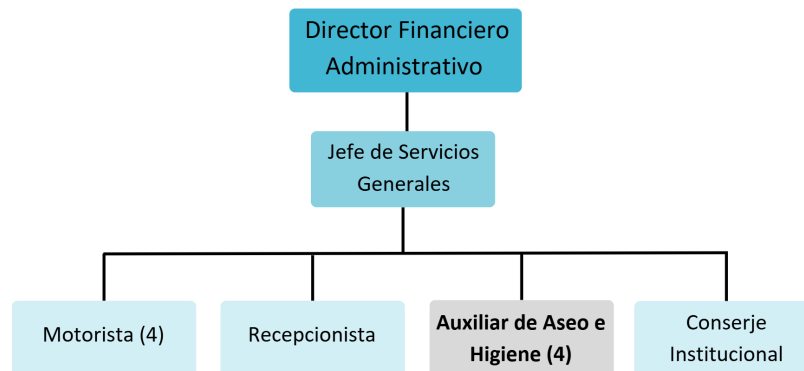 Director Financiero
Administrativo
Jefe de Servicios
Generales
Motorista (4)
Recepcionista
Auxiliar de Aseo e
Higiene (4)
Conserje
Institucional